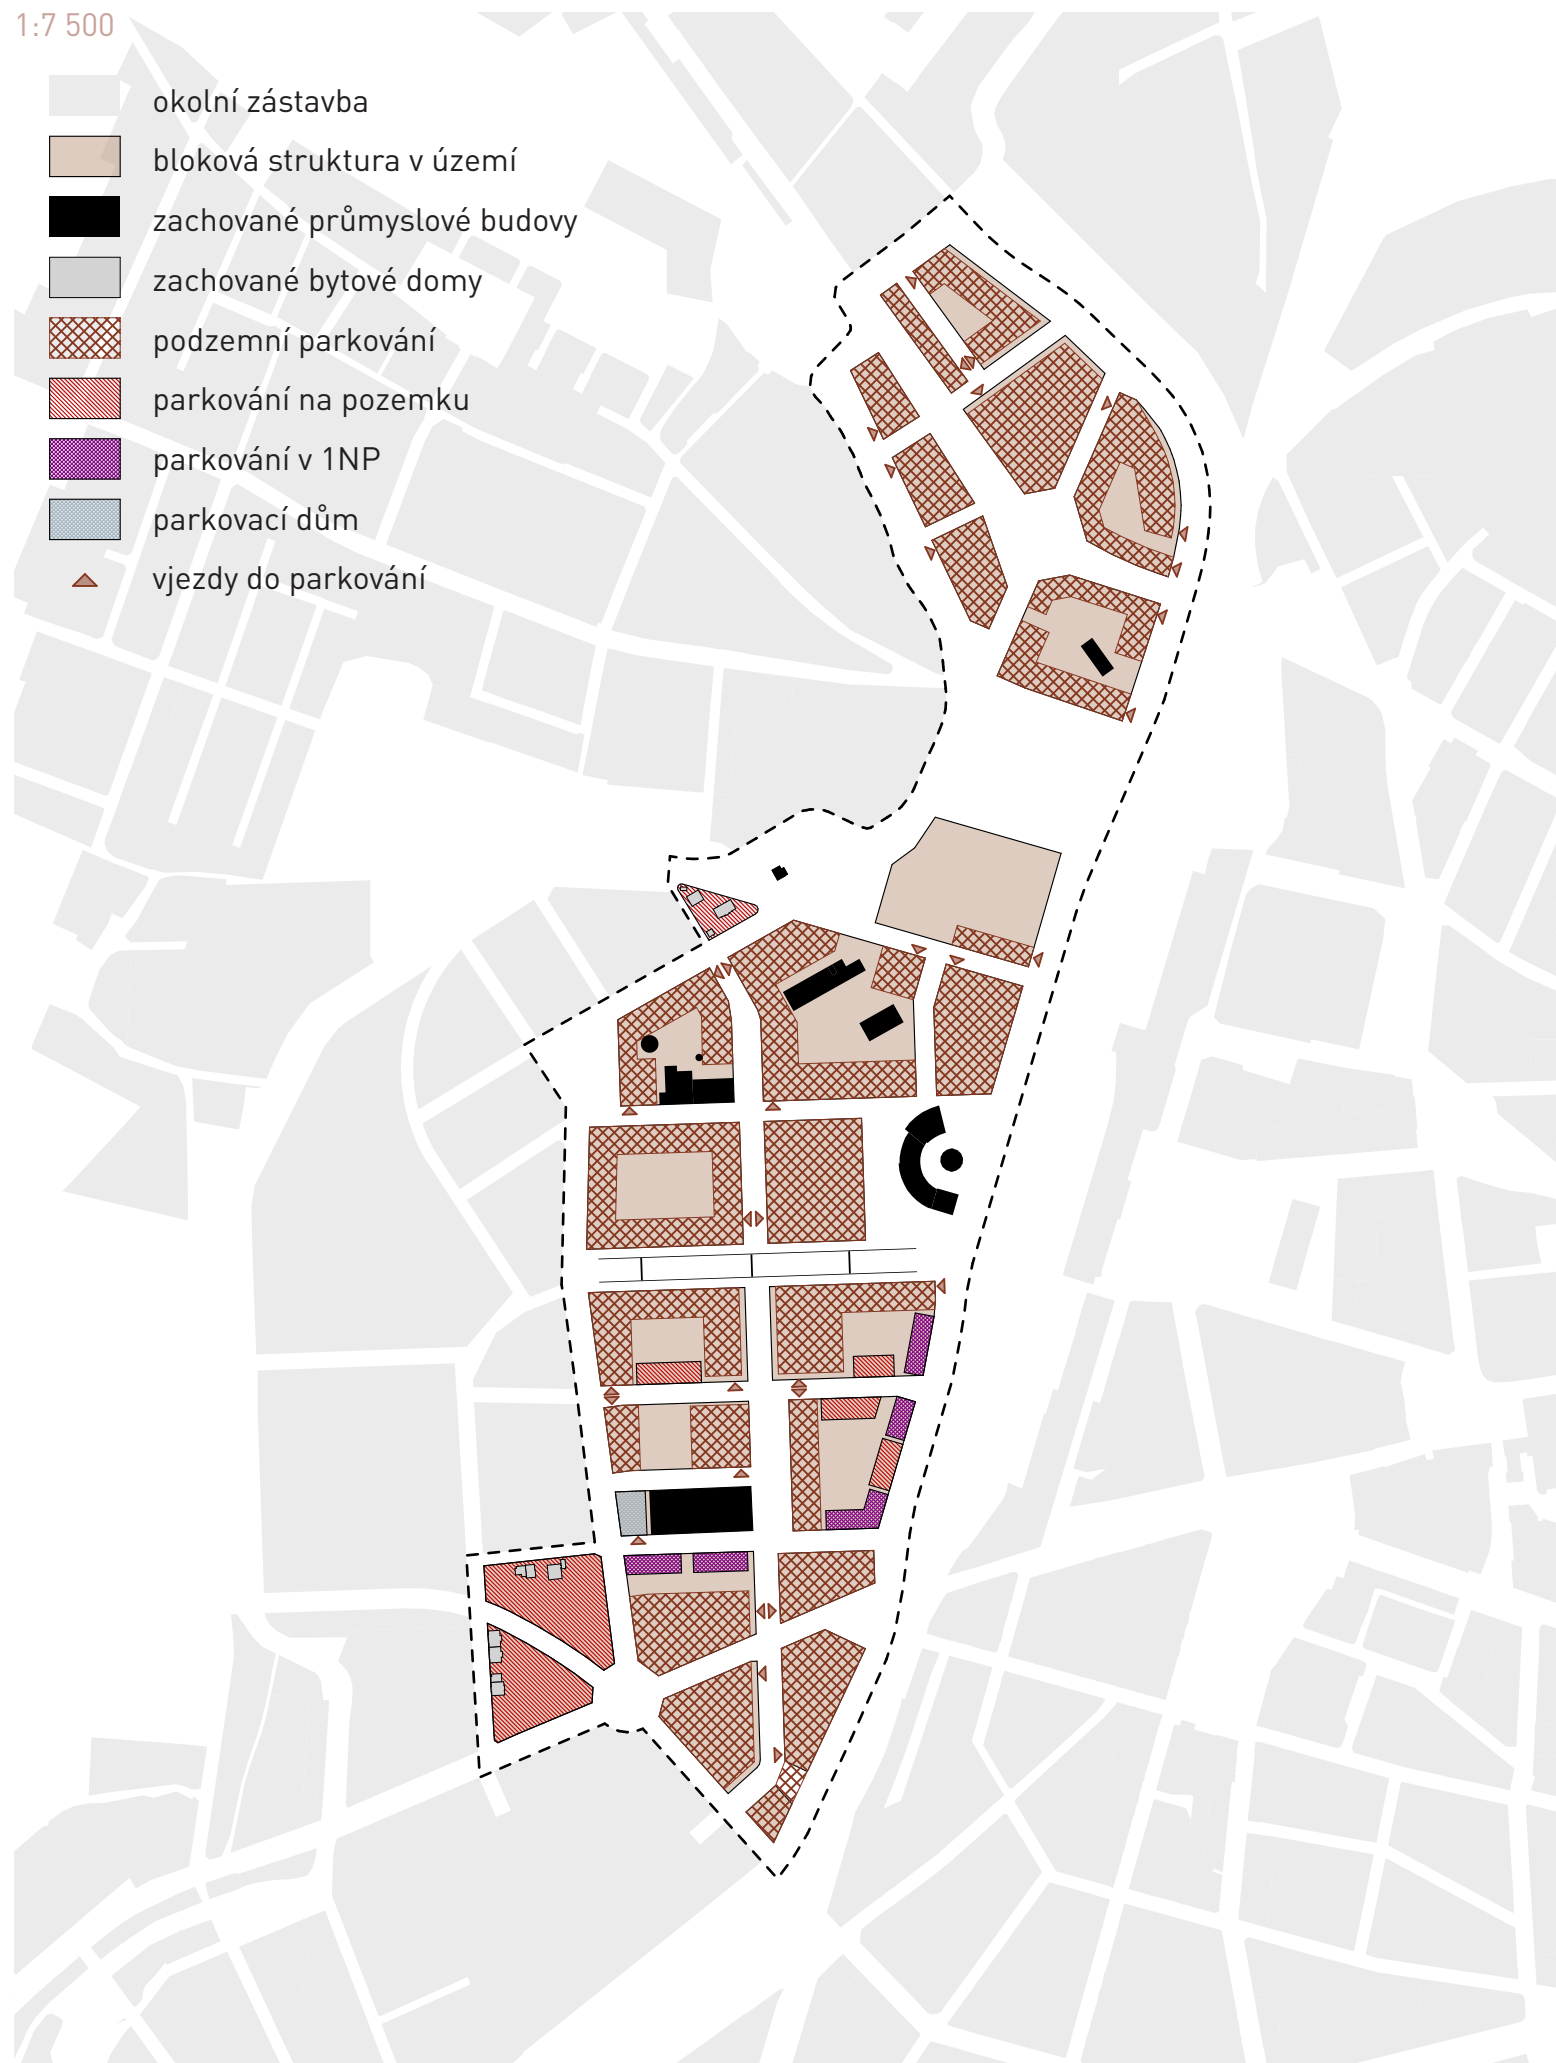 1:7 500
okolní zástavba
bloková struktura v území
zachované průmyslové budovy
zachované bytové domy
podzemní parkování
parkování na pozemku
parkování v 1NP
parkovací dům
vjezdy do parkování